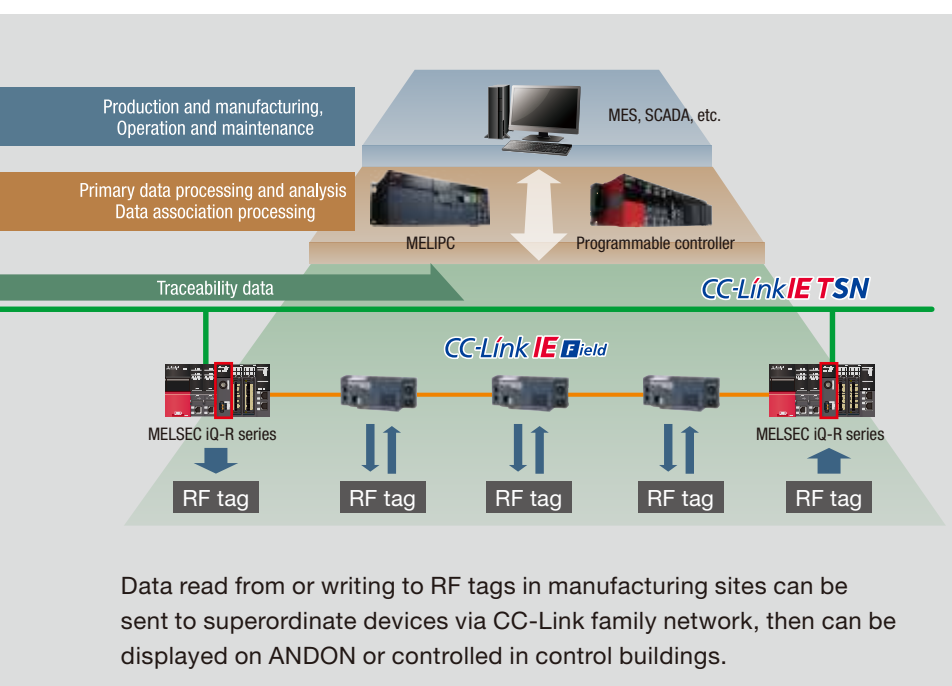 Production and manufacturing,
Operation and maintenance
MES, SCADA, etc.
Primary data processing and analysis
Data association processing
MELIPC
Programmable controller
Traceability data
CC-Link IE TSN
CC-Link IE Field
MELSEC iQ-R series
MELSEC iQ-R series
RF tag
RF tag
RF tag
RF tag
RF tag
Data read from or writing to RF tags in manufacturing sites can be
sent to superordinate devices via CC-Link family network, then can be
displayed on ANDON or controlled in control buildings.